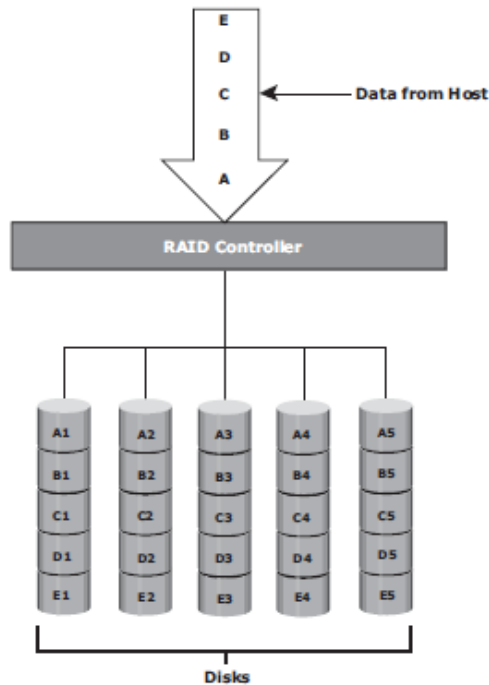 E
D
C
Data from Host
B
A
RAID Controller
A1 A2 A3 A4 A5
B1 B2 B3 B4 B5
C1 C2 C3 C4 C5
D1 D2 D3 D4 D5
E1 E2 E3 E4 E5
Disks